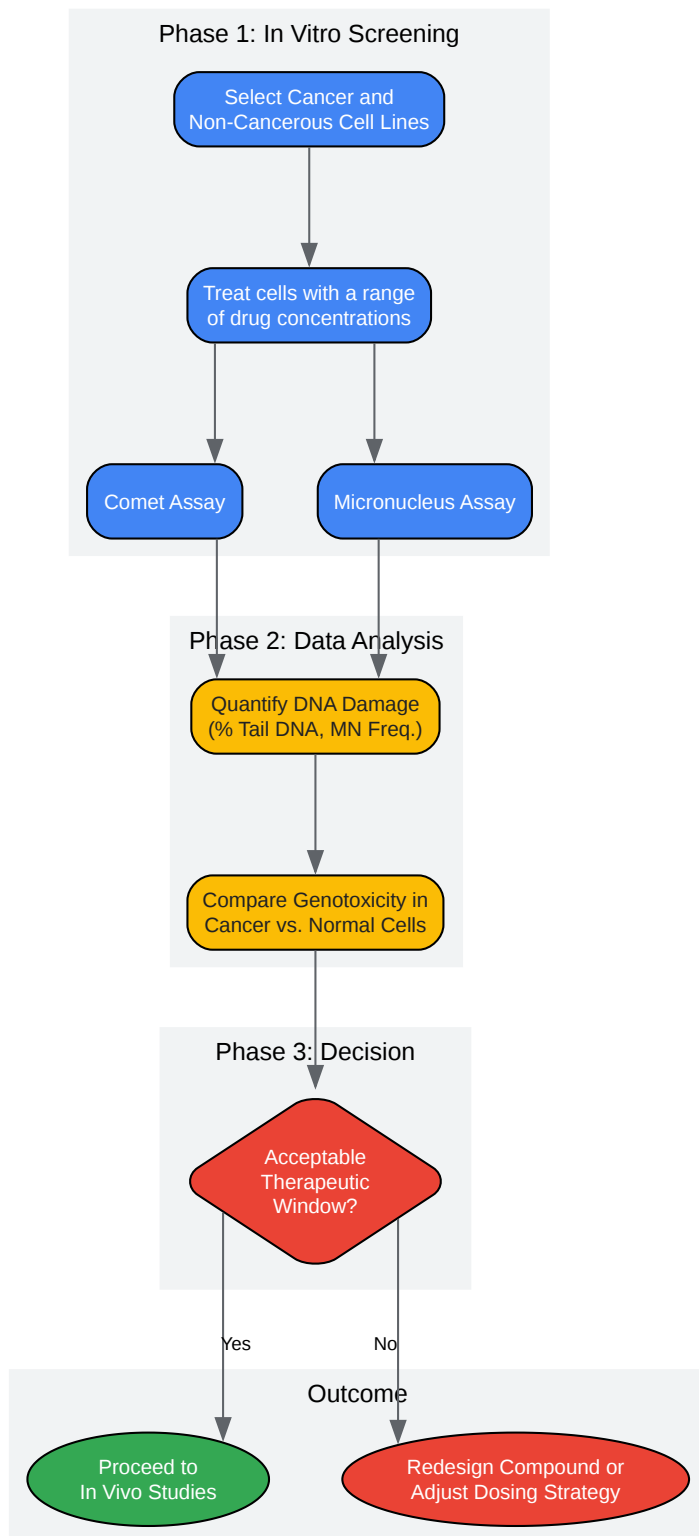 Phase 1: In Vitro Screening
Select Cancer and
Non-Cancerous Cell Lines
Treat cells with a range
of drug concentrations
Comet Assay
Micronucleus Assay
Phase 2: Data Analysis
Quantify DNA Damage
(% Tail DNA, MN Freq.)
Compare Genotoxicity in
Cancer vs. Normal Cells
Phase 3: Decision
Acceptable
Therapeutic
Window?
Yes
No
Outcome
Proceed to
In Vivo Studies
Redesign Compound or
Adjust Dosing Strategy